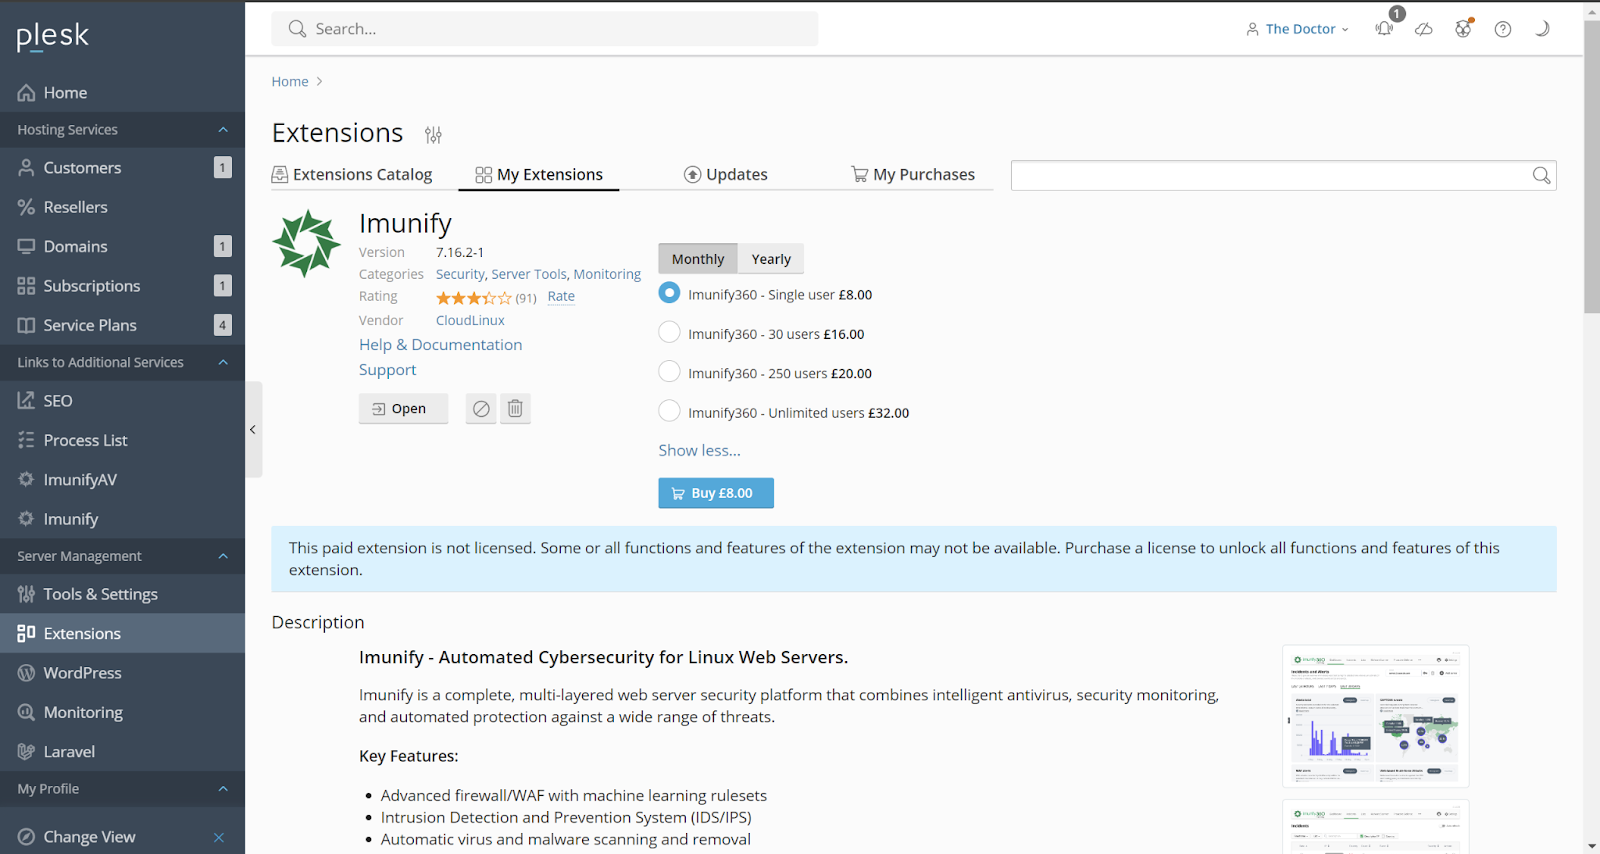 plesk
Home
Hosting Services
Customers 1
Resellers
Domains 1
Subscriptions 1
Service Plans 4
Links to Additional Services
SEO
Process List
ImunifyAV
Imunify
Server Management
Tools & Settings
Extensions
WordPress
Monitoring
Laravel
My Profile
Change View
Search...
The Doctor
1
Home
Extensions
Extensions Catalog
My Extensions
Updates
My Purchases
Imunify
Version 7.16.2-1
Categories Security, Server Tools, Monitoring
Rating (91) Rate
Vendor CloudLinux
Help & Documentation
Support
Open
Monthly Yearly
Imunify360 - Single user £8.00
Imunify360 - 30 users £16.00
Imunify360 - 250 users £20.00
Imunify360 - Unlimited users £32.00
Show less...
Buy £8.00
This paid extension is not licensed. Some or all functions and features of the extension may not be available. Purchase a license to unlock all functions and features of this
extension.
Description
Imunify - Automated Cybersecurity for Linux Web Servers.
Imunify is a complete, multi-layered web server security platform that combines intelligent antivirus, security monitoring,
and automated protection against a wide range of threats.
Key Features:
Advanced firewall/WAF with machine learning rulesets
Intrusion Detection and Prevention System (IDS/IPS)
Automatic virus and malware scanning and removal